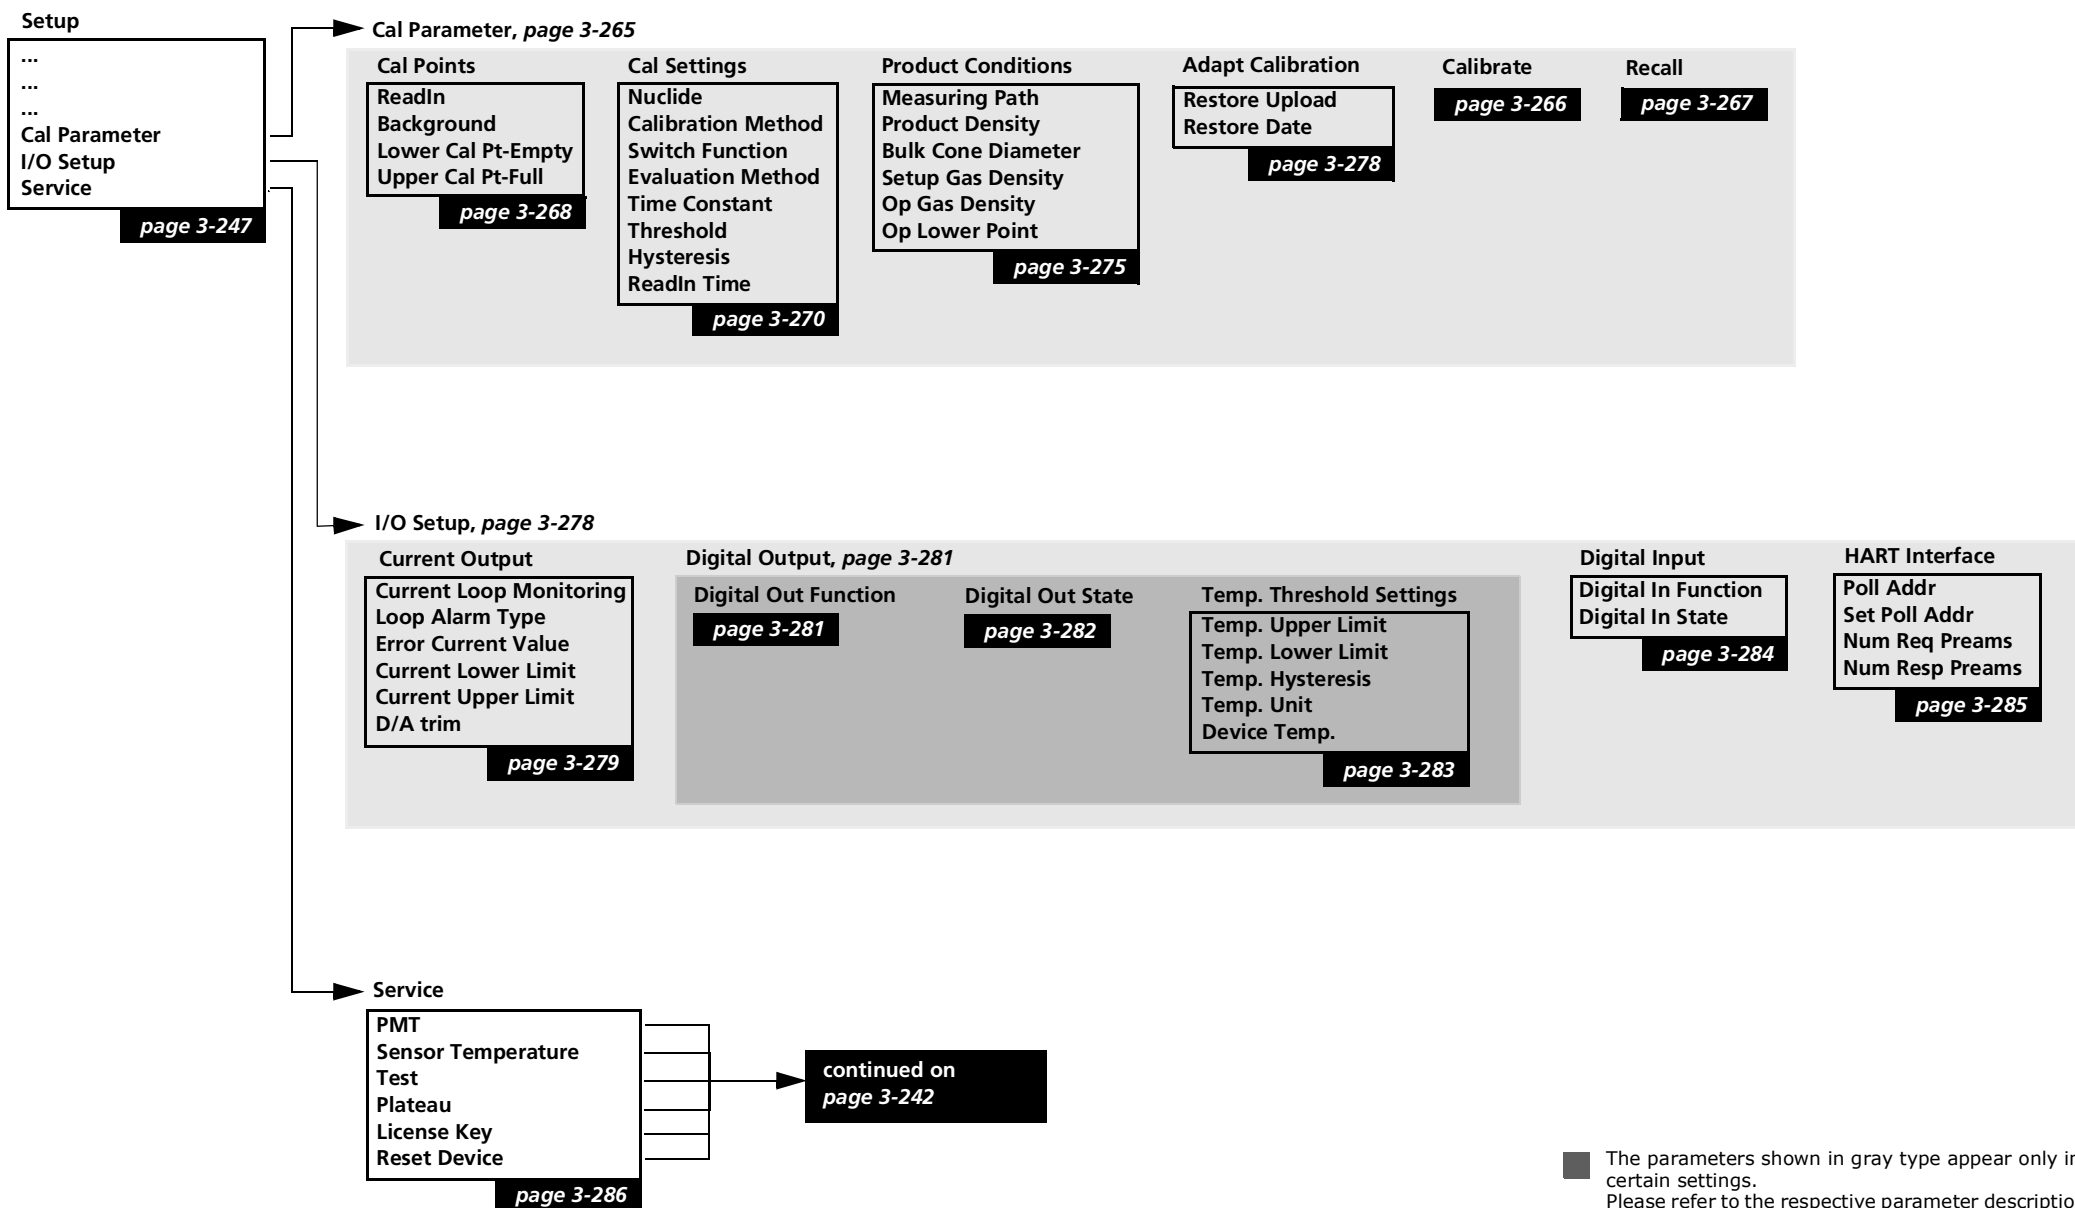 Setup
...
...
...
Cal Parameter
I/O Setup
Service
page 3-247
Cal Parameter, page 3-265
Cal Points
ReadIn
Background
Lower Cal Pt-Empty
Upper Cal Pt-Full
page 3-268
Cal Settings
Nuclide
Calibration Method
Switch Function
Evaluation Method
Time Constant
Threshold
Hysteresis
ReadIn Time
page 3-270
Product Conditions
Measuring Path
Product Density
Bulk Cone Diameter
Setup Gas Density
Op Gas Density
Op Lower Point
page 3-275
Adapt Calibration
Restore Upload
Restore Date
page 3-278
Calibrate
page 3-266
Recall
page 3-267
I/O Setup, page 3-278
Current Output
Current Loop Monitoring
Loop Alarm Type
Error Current Value
Current Lower Limit
Current Upper Limit
D/A trim
page 3-279
Digital Output, page 3-281
Digital Out Function
page 3-281
Digital Out State
page 3-282
Temp. Threshold Settings
Temp. Upper Limit
Temp. Lower Limit
Temp. Hysteresis
Temp. Unit
Device Temp.
page 3-283
Digital Input
Digital In Function
Digital In State
page 3-284
HART Interface
Poll Addr
Set Poll Addr
Num Req Preams
Num Resp Preams
page 3-285
Service
PMT
Sensor Temperature
Test
Plateau
License Key
Reset Device
page 3-286
continued on
page 3-242
The parameters shown in gray type appear only in
certain settings.
Please refer to the respective parameter descriptio